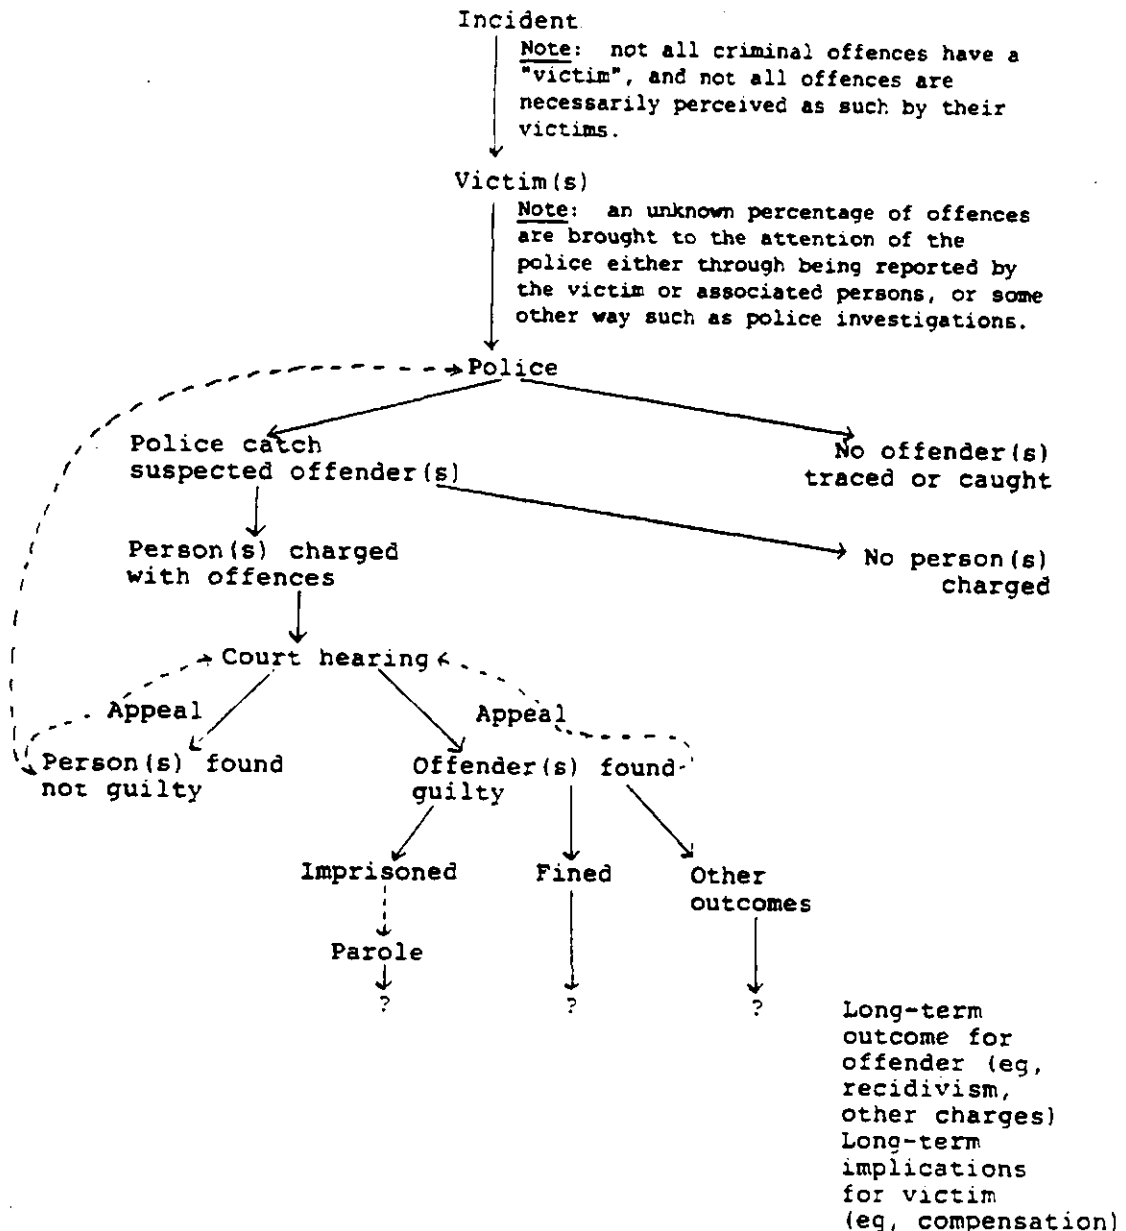 Incident
Note: not all criminal offences have a
"victim", and not all offences are
necessarily perceived as such by their
victims.
Victim(s)
Note: an unknown percentage of offences
are brought to the attention of the
police either through being reported by
the victim or associated persons, or some
other way such as police investigations.
Police
Police catch
suspected offender(s)
No offender(s)
traced or caught
Person(s) charged
with offences
No person(s)
charged
Court hearing
Appeal
Appeal
Person(s) found
not guilty
Offender(s) found
guilty
Imprisoned
Fined
Other
outcomes
Parole
?
?
?
Long-term
outcome for
offender (eg,
recidivism,
other charges)
Long-term
implications
for victim
(eg, compensation)